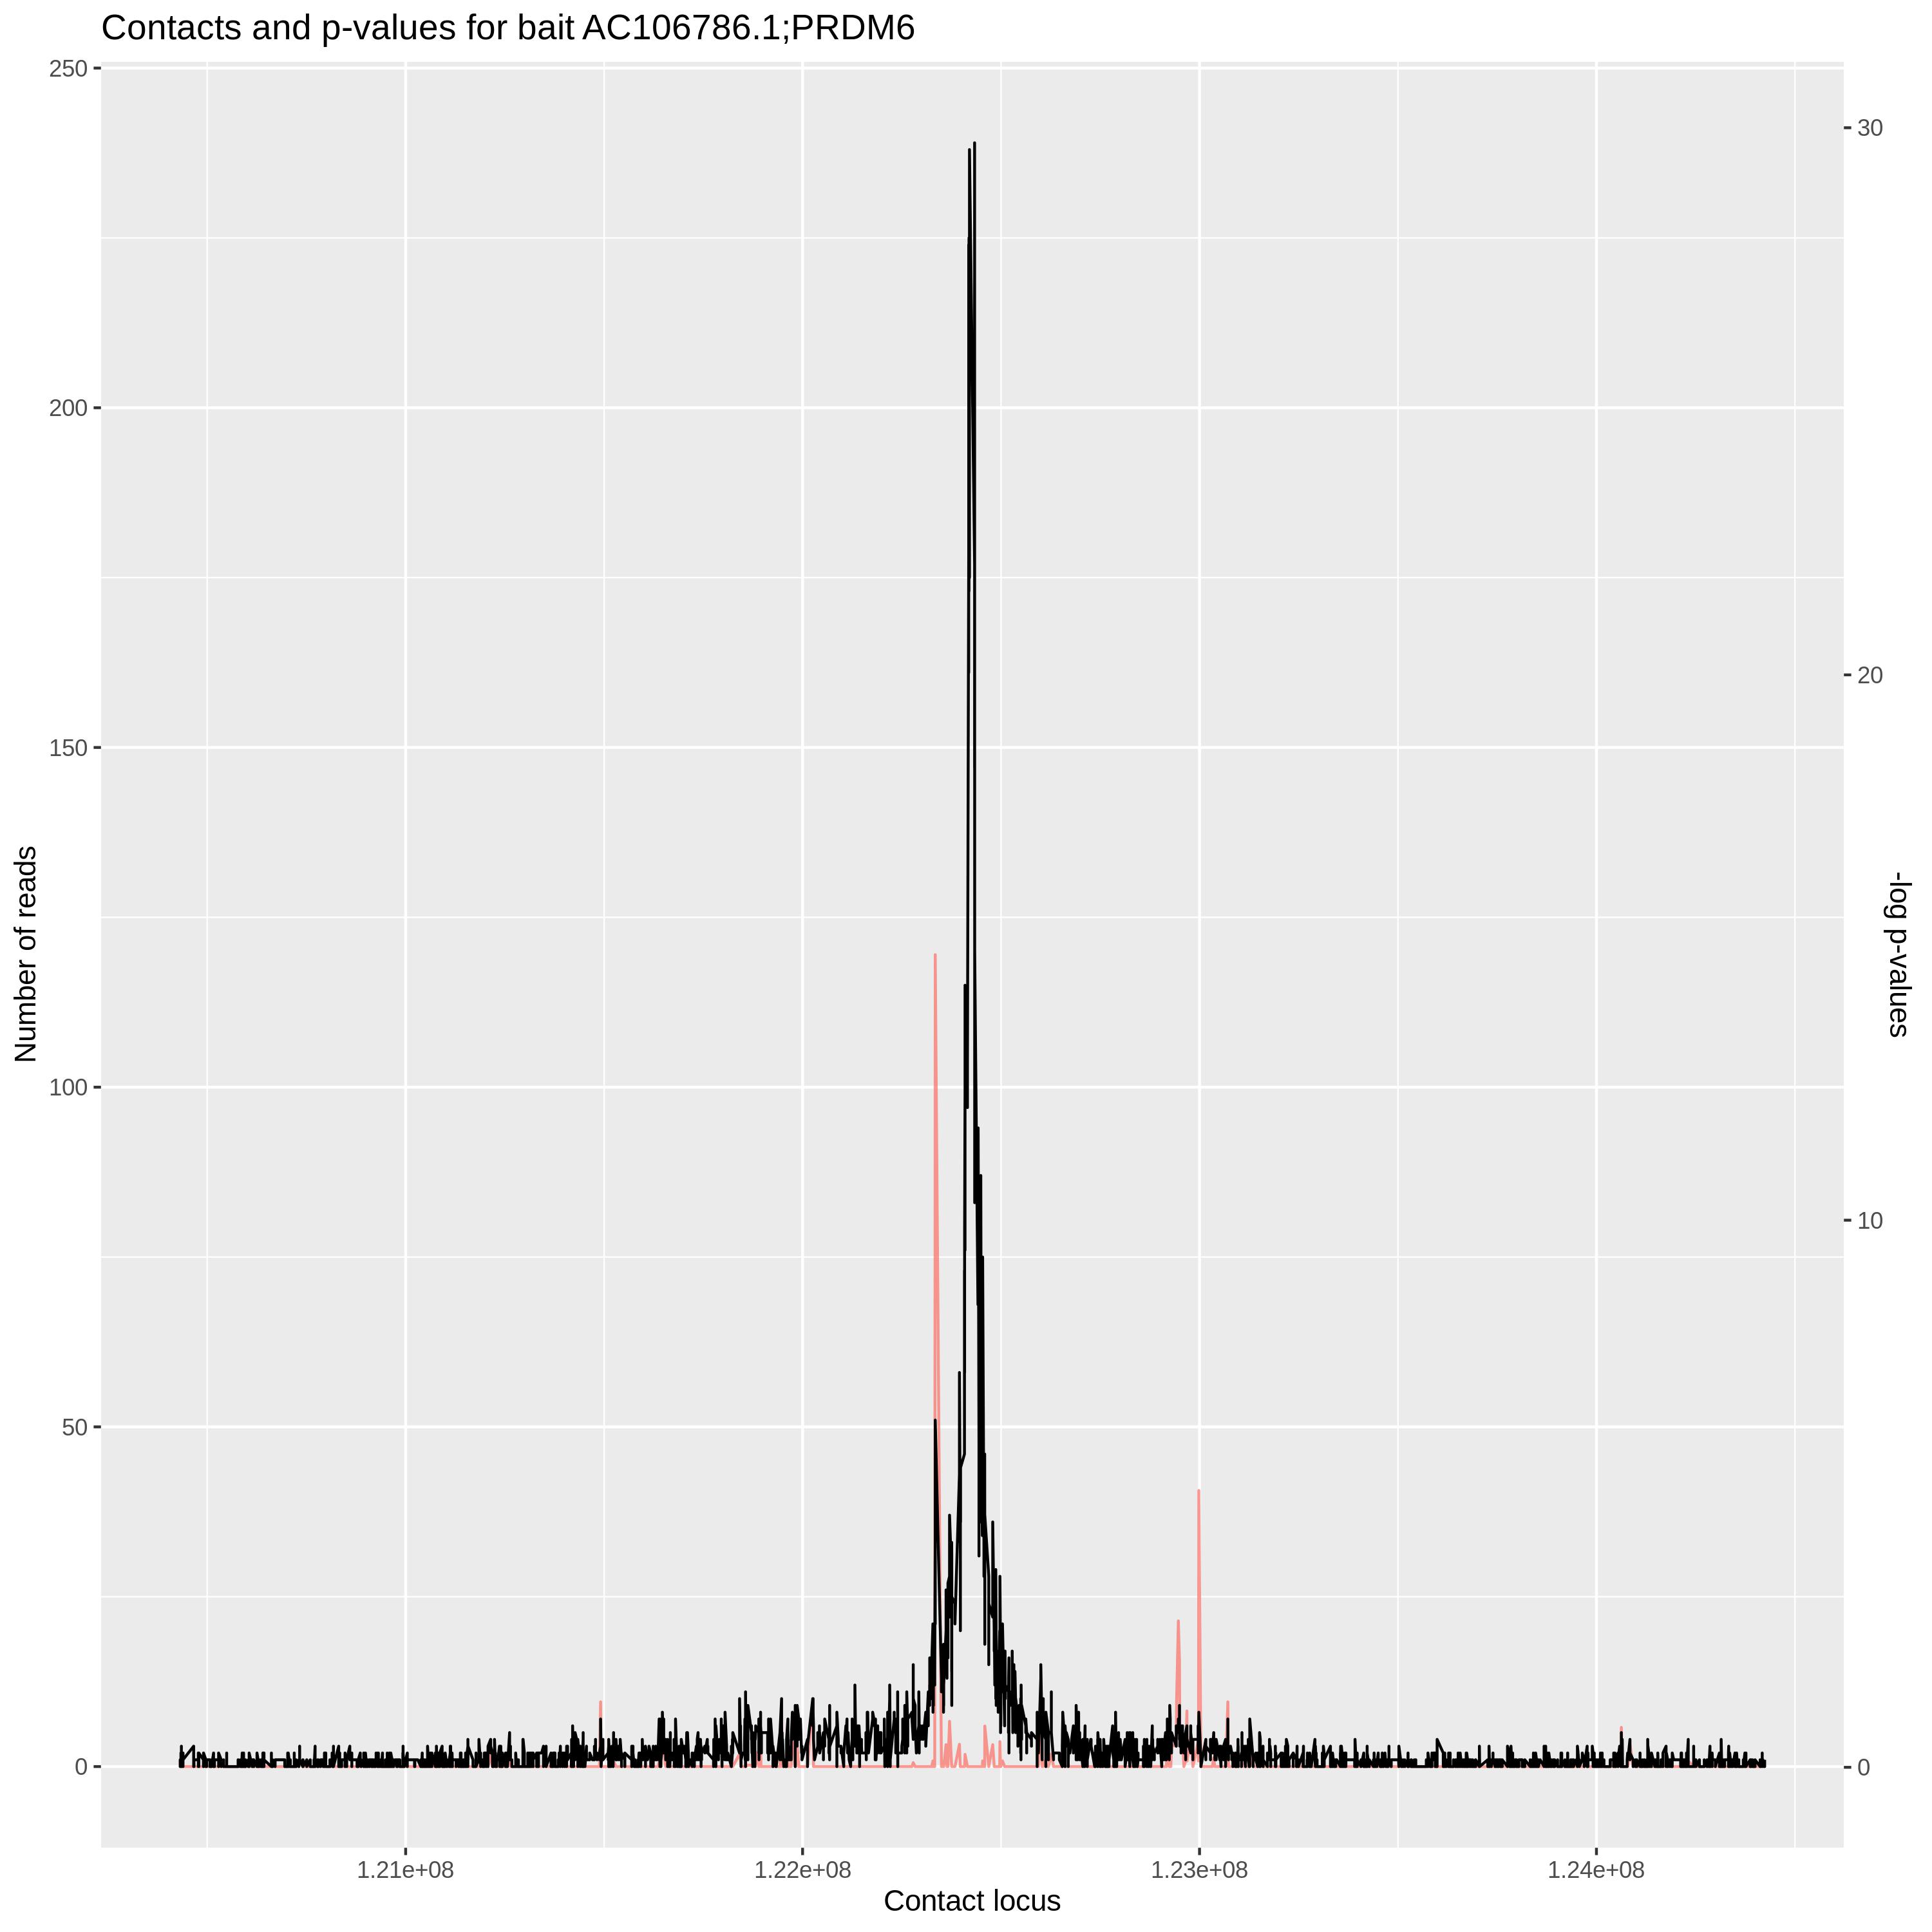 Contacts and p-values for bait AC106786.1;PRDM6
250
200
150
100
50
0
Number of reads
30
20
10
0
-log p-values
1.21e+08
1.22e+08
1.23e+08
1.24e+08
Contact locus